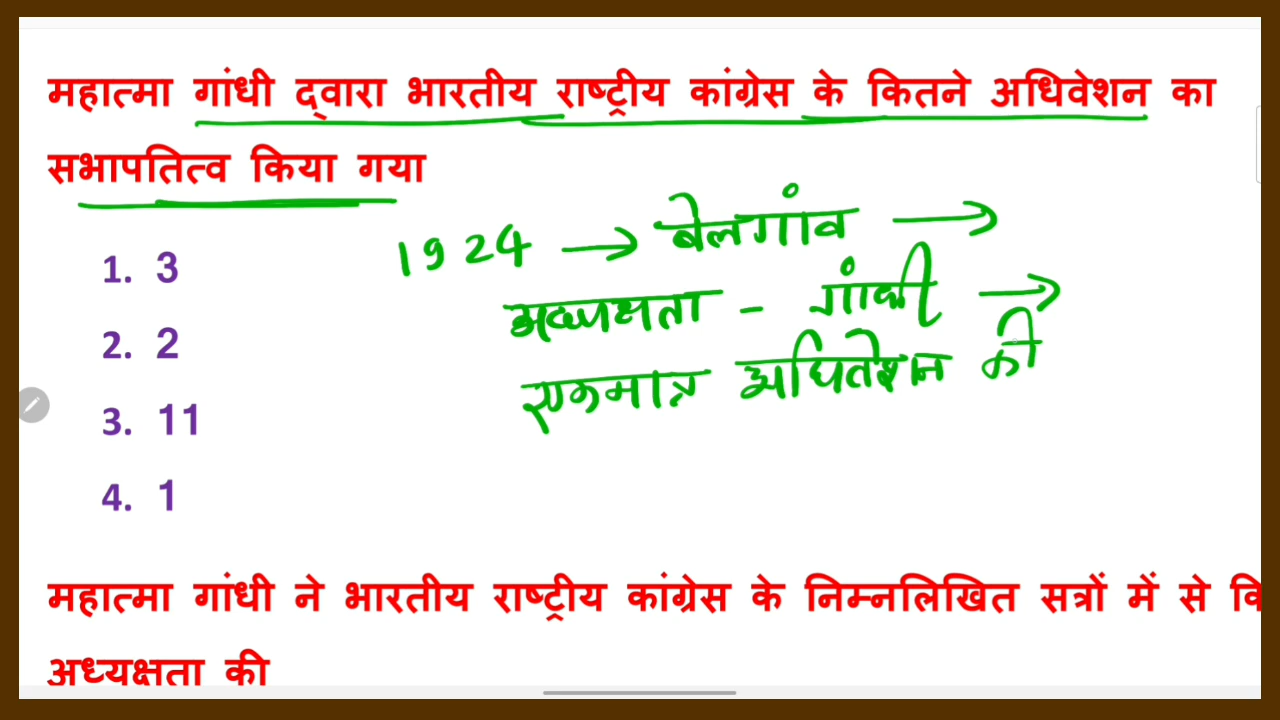 महात्मा गांधी द्वारा भारतीय राष्ट्रीय कांग्रेस के कितने अधिवेशन का
सभापतित्व किया गया
1924 → बेलगांव →
अध्यक्षता - गांधी →
एकमात्र अधिवेशन की
1. 3
2. 2
3. 11
4. 1
महात्मा गांधी ने भारतीय राष्ट्रीय कांग्रेस के निम्नलिखित सत्रों में से
अध्यक्षता की